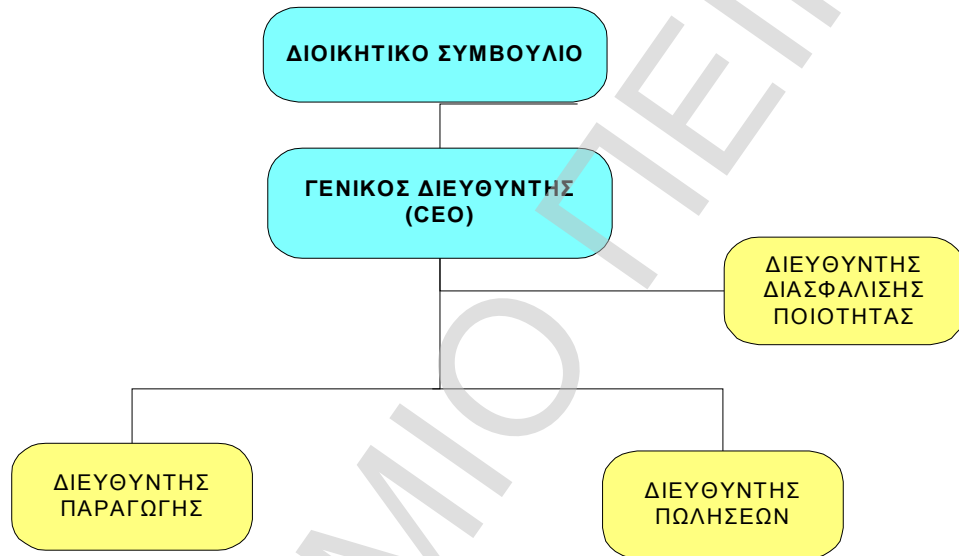 ΔΙΟΙΚΗΤΙΚΟ ΣΥΜΒΟΥΛΙΟ
ΓΕΝΙΚΟΣ ΔΙΕΥΘΥΝΤΗΣ
(CEO)
ΔΙΕΥΘΥΝΤΗΣ
ΔΙΑΣΦΑΛΙΣΗΣ
ΠΟΙΟΤΗΤΑΣ
ΔΙΕΥΘΥΝΤΗΣ
ΠΑΡΑΓΩΓΗΣ
ΔΙΕΥΘΥΝΤΗΣ
ΠΩΛΗΣΕΩΝ